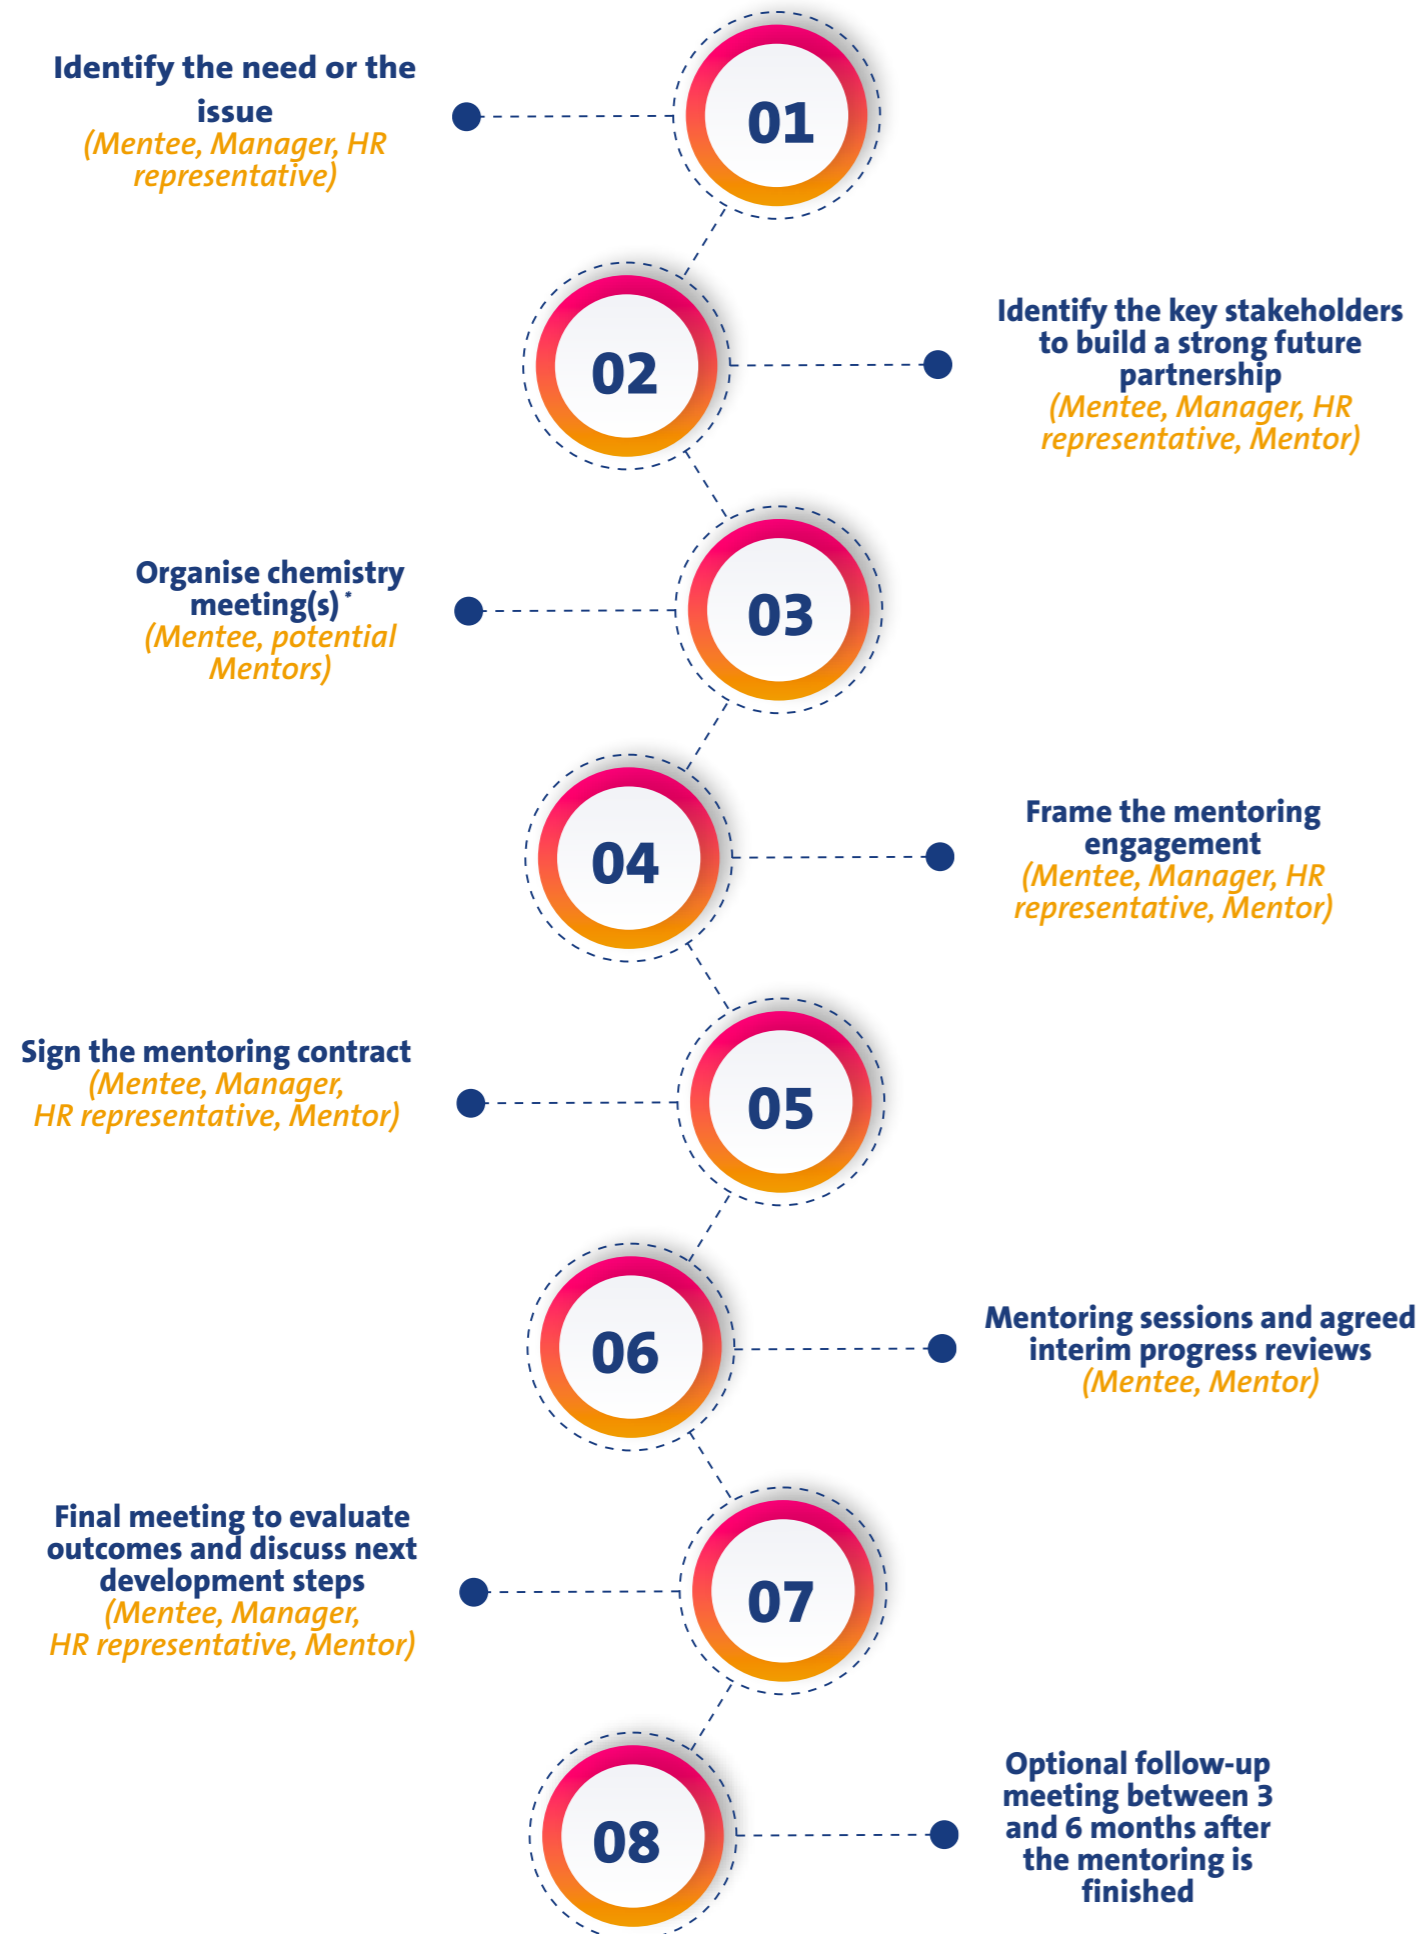 Identify the need or the
issue
(Mentee, Manager, HR
representative)
01
02
Identify the key stakeholders
to build a strong future
partnership
(Mentee, Manager, HR
representative, Mentor)
Organise chemistry
meeting(s)*
(Mentee, potential
Mentors)
03
04
Frame the mentoring
engagement
(Mentee, Manager, HR
representative, Mentor)
Sign the mentoring contract
(Mentee, Manager,
HR representative, Mentor)
05
06
Mentoring sessions and agreed
interim progress reviews
(Mentee, Mentor)
Final meeting to evaluate
outcomes and discuss next
development steps
(Mentee, Manager,
HR representative, Mentor)
07
08
Optional follow-up
meeting between 3
and 6 months after
the mentoring is
finished